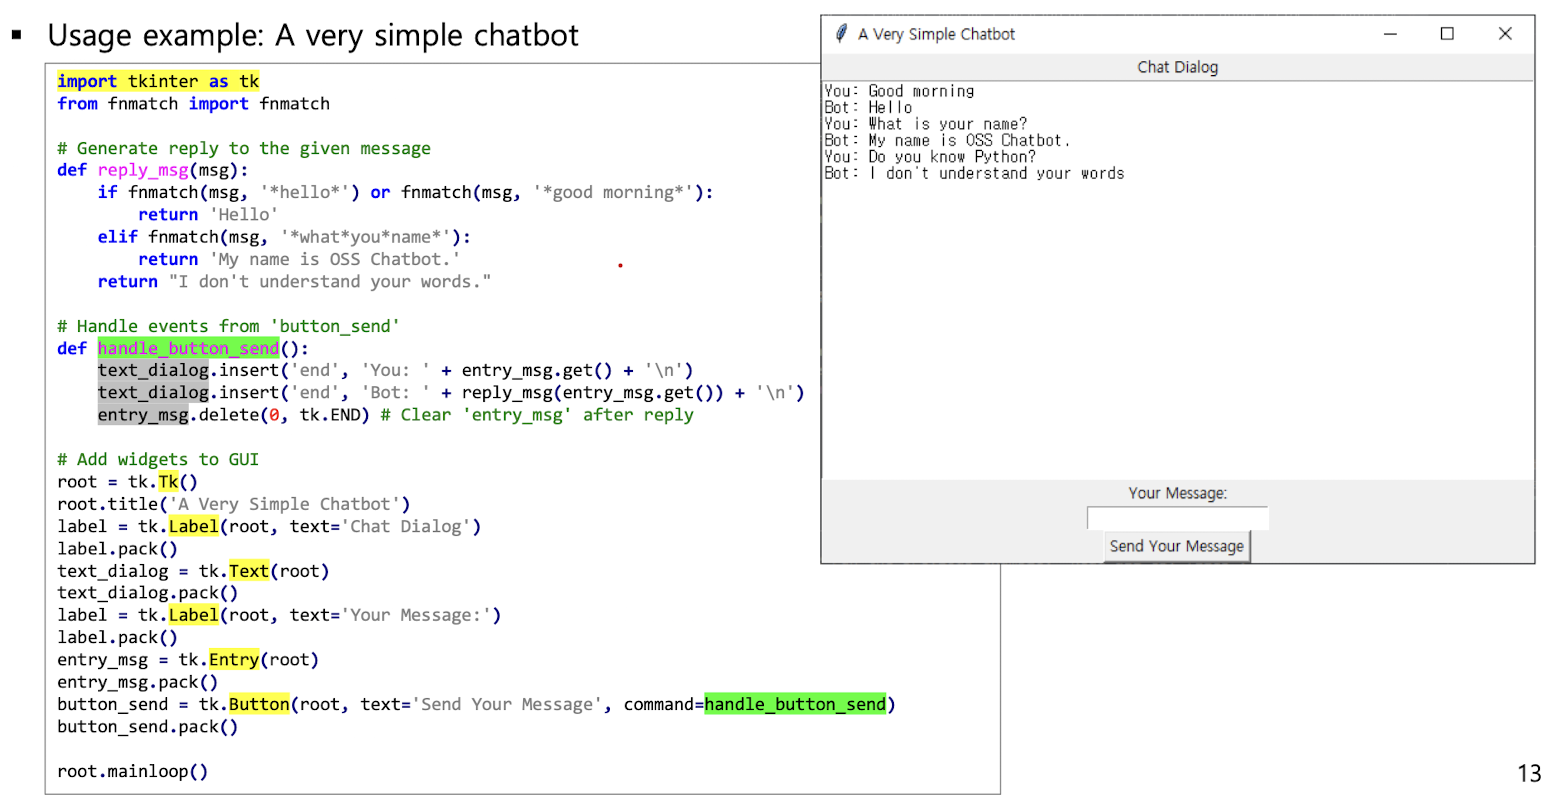 ▪ Usage example: A very simple chatbot
import tkinter as tk
from fnmatch import fnmatch
# Generate reply to the given message
def reply_msg(msg):
    if fnmatch(msg, '*hello*') or fnmatch(msg, '*good morning*'):
        return 'Hello'
    elif fnmatch(msg, '*what*you*name*'):
        return 'My name is OSS Chatbot.'
    return "I don't understand your words."
# Handle events from 'button_send'
def handle_button_send():
    text_dialog.insert('end', 'You: ' + entry_msg.get() + '\n')
    text_dialog.insert('end', 'Bot: ' + reply_msg(entry_msg.get()) + '\n')
    entry_msg.delete(0, tk.END) # Clear 'entry_msg' after reply
# Add widgets to GUI
root = tk.Tk()
root.title('A Very Simple Chatbot')
label = tk.Label(root, text='Chat Dialog')
label.pack()
text_dialog = tk.Text(root)
text_dialog.pack()
label = tk.Label(root, text='Your Message:')
label.pack()
entry_msg = tk.Entry(root)
entry_msg.pack()
button_send = tk.Button(root, text='Send Your Message', command=handle_button_send)
button_send.pack()
root.mainloop()
A Very Simple Chatbot
Chat Dialog
You: Good morning
Bot: Hello
You: What is your name?
Bot: My name is OSS Chatbot.
You: Do you know Python?
Bot: I don't understand your words
Your Message:
Send Your Message
13